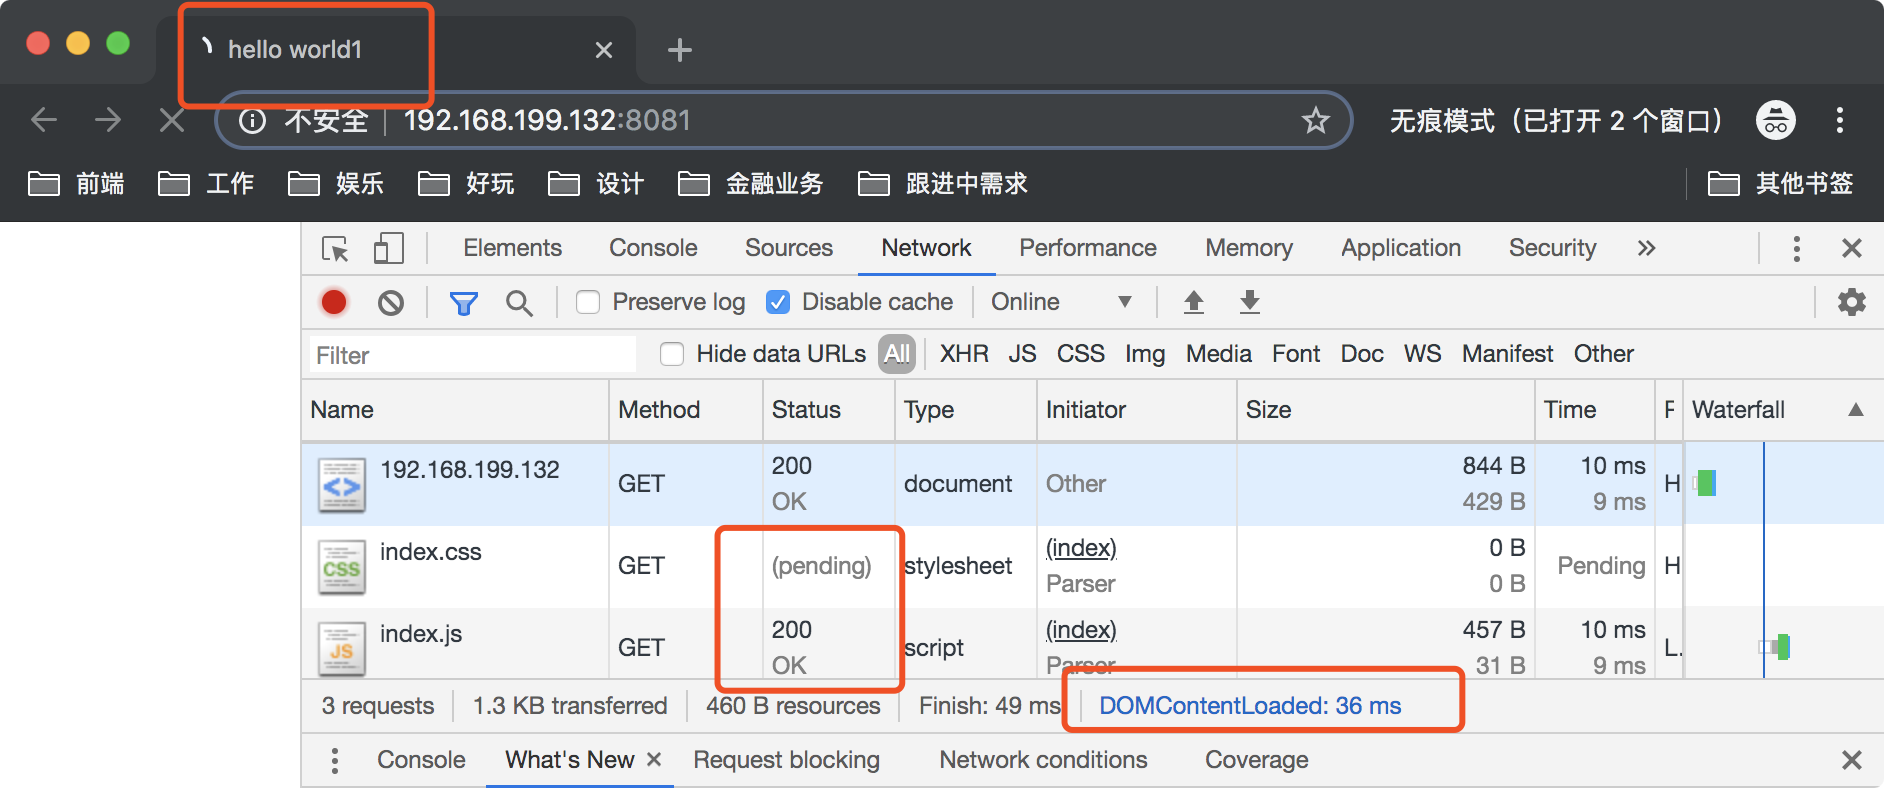 hello world1
不安全 192.168.199.132:8081 无痕模式（已打开 2 个窗口）
前端 工作 娱乐 好玩 设计 金融业务 跟进中需求 其他书签
Elements Console Sources Network Performance Memory Application Security
Preserve log Disable cache Online
Filter Hide data URLs All XHR JS CSS Img Media Font Doc WS Manifest Other
Name Method Status Type Initiator Size Time Waterfall
192.168.199.132 GET 200 document Other 844 B 10 ms H
OK 429 B 9 ms
index.css GET (pending) stylesheet (index) 0 B Pending H
Parser 0 B
index.js GET 200 script (index) 457 B 10 ms L.
OK Parser 31 B 9 ms
3 requests 1.3 KB transferred 460 B resources Finish: 49 ms DOMContentLoaded: 36 ms
Console What's New Request blocking Network conditions Coverage